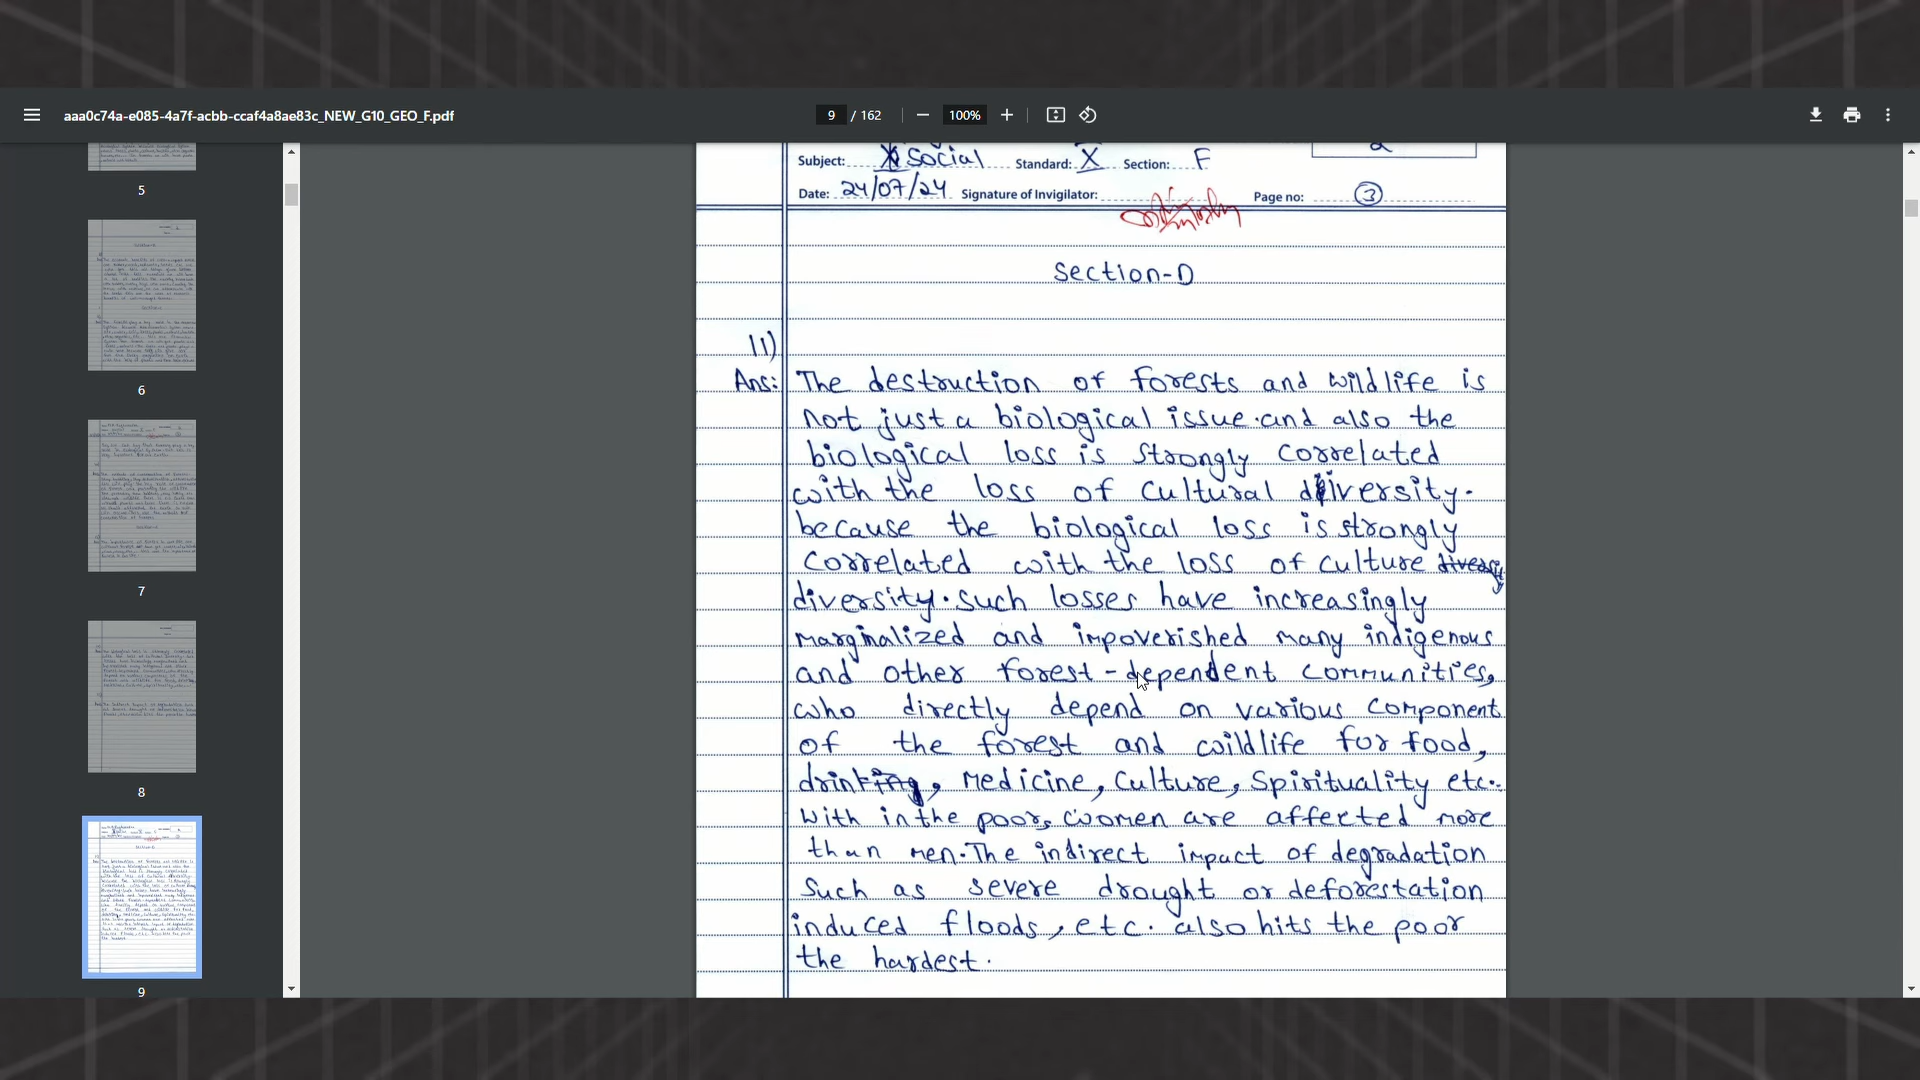 aaa0c74a-e085-4a7f-acbb-ccaf4a8ae83c_NEW_G10_GEO_F.pdf
9 / 162
100%
5
6
7
8
9
Subject: Social Standard: X Section: F
Date: 24/07/24 Signature of Invigilator: Page no: 3
Section-D
11)
Ans: The destruction of forests and wildlife is
not just a biological issue.and also the
biological loss is strongly correlated
with the loss of cultural diversity.
because the biological loss is strongly
correlated with the loss of culture
diversity. such losses have increasingly
marginalized and impoverished many indigenous
and other forest-dependent communities,
who directly depend on various component
of the forest and wildlife for food,
drink, Medicine, Culture, Spirituality etc..
with in the poor, women are affected more
than men. The indirect impact of degradation
Such as severe drought or deforestation
induced floods, etc. also hits the poor
the hardest.